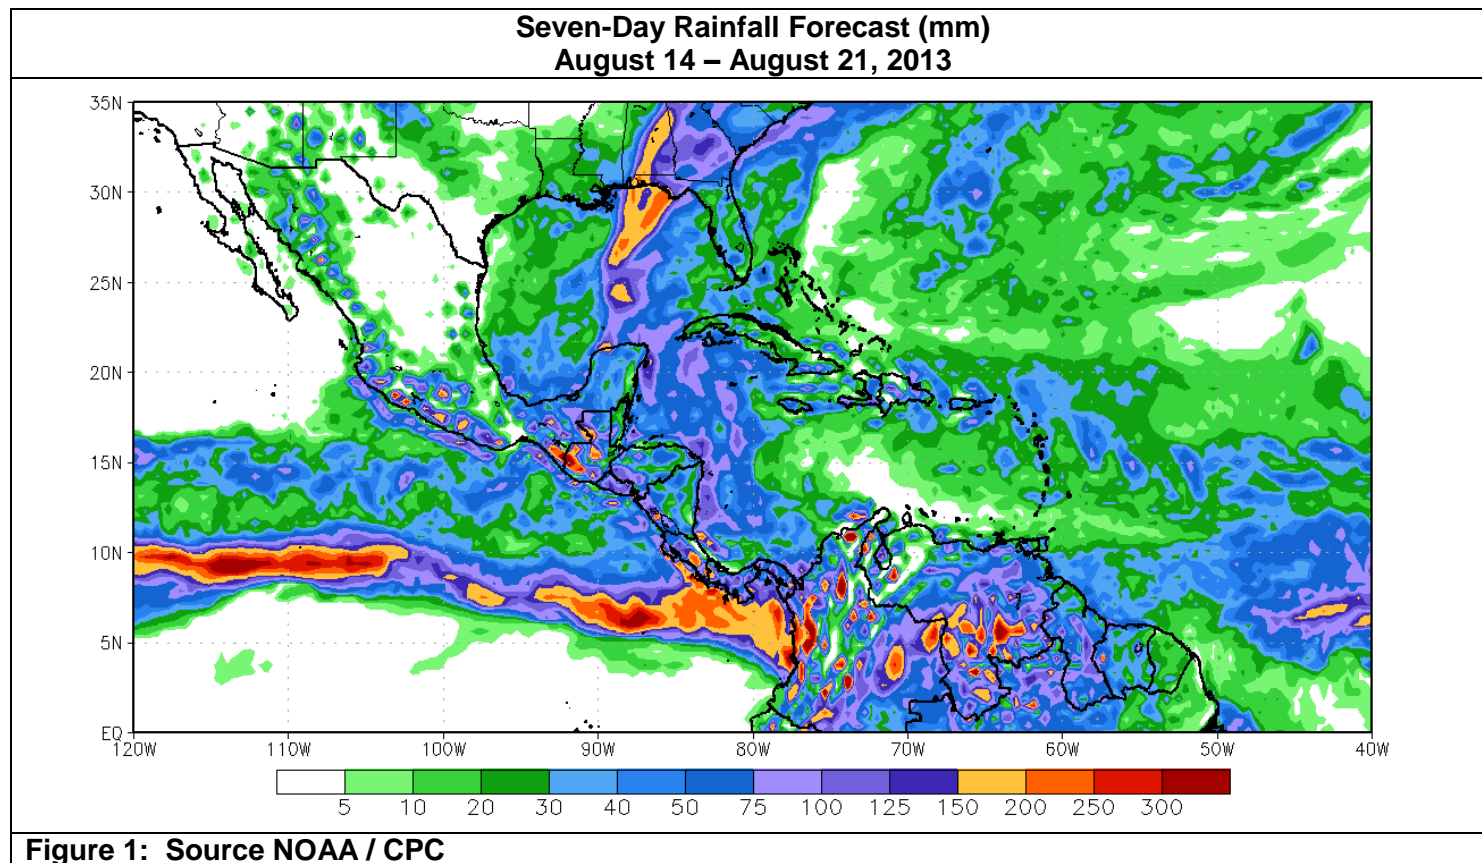 Seven-Day Rainfall Forecast (mm)
August 14 – August 21, 2013
35N
30N
25N
20N
15N
10N
5N
EQ
120W 110W 100W 90W 80W 70W 60W 50W 40W
5 10 20 30 40 50 75 100 125 150 200 250 300
Figure 1: Source NOAA / CPC